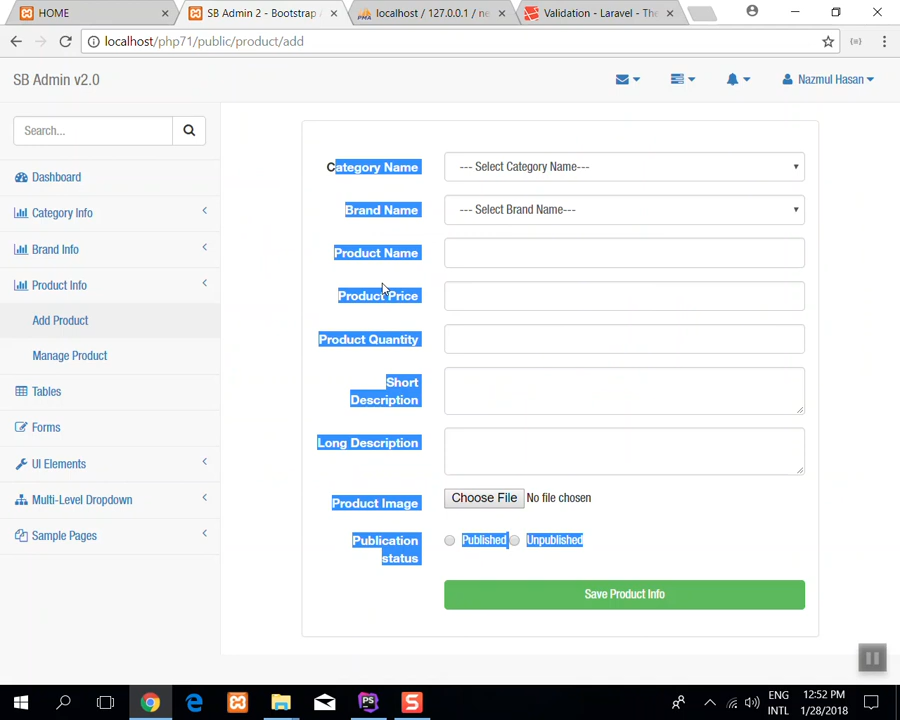 HOME
SB Admin 2 - Bootstrap
localhost / 127.0.0.1 / ne
Validation - Laravel - The
localhost/php71/public/product/add
SB Admin v2.0
Nazmul Hasan
Search...
Dashboard
Category Info
Brand Info
Product Info
Add Product
Manage Product
Tables
Forms
UI Elements
Multi-Level Dropdown
Sample Pages
Category Name
--- Select Category Name---
Brand Name
--- Select Brand Name---
Product Name
Product Price
Product Quantity
Short
Description
Long Description
Product Image
Choose File No file chosen
Publication
status
Published Unpublished
Save Product Info
ENG
INTL
12:52 PM
1/28/2018